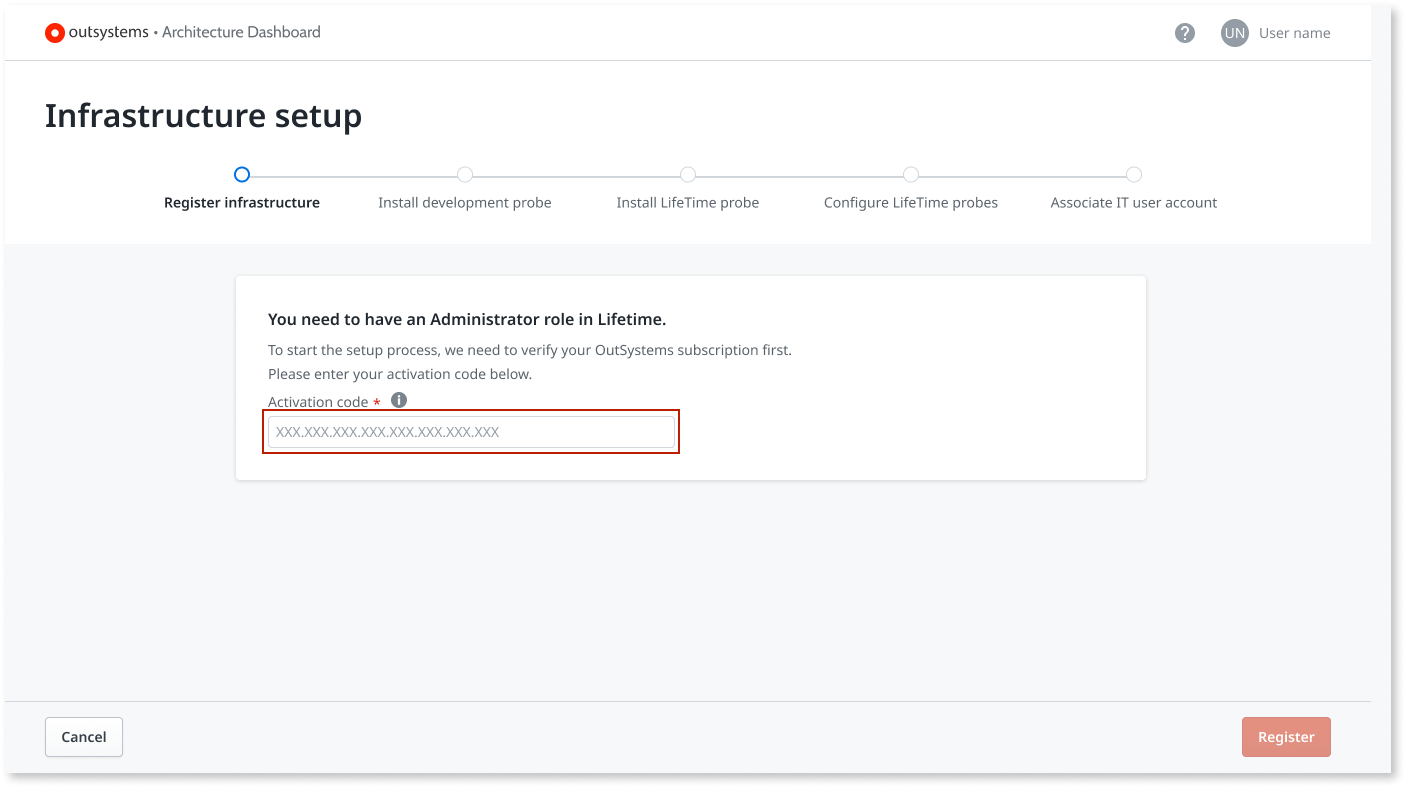 outsystems • Architecture Dashboard
? UN User name
Infrastructure setup
Register infrastructure Install development probe Install LifeTime probe Configure LifeTime probes Associate IT user account
You need to have an Administrator role in Lifetime.
To start the setup process, we need to verify your OutSystems subscription first.
Please enter your activation code below.
Activation code * i
XXX.XXX.XXX.XXX.XXX.XXX.XXX.XXX
Cancel Register